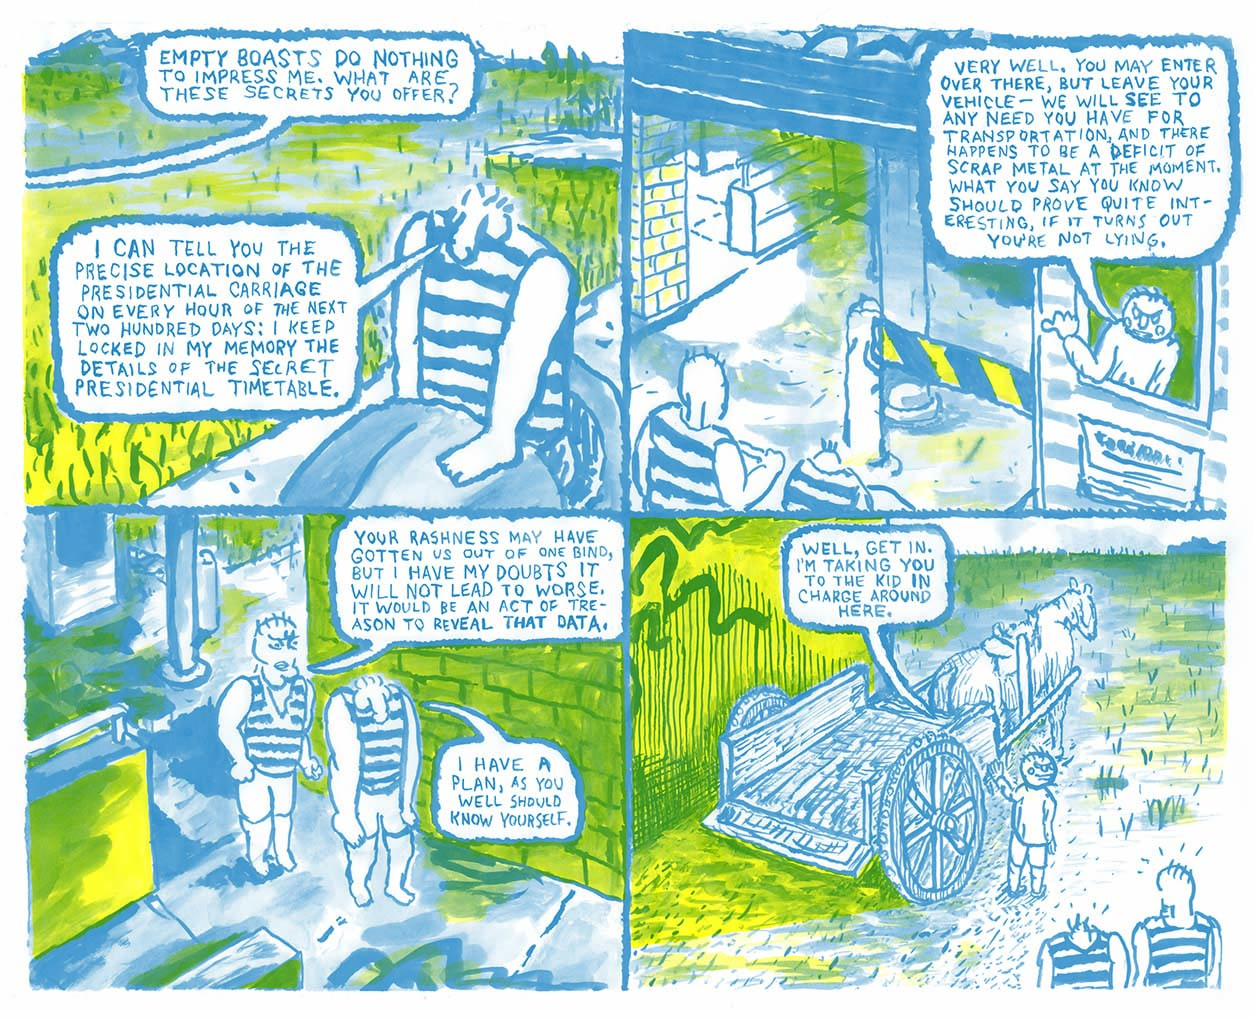 EMPTY BOASTS DO NOTHING
TO IMPRESS ME. WHAT ARE
THESE SECRETS YOU OFFER?
I CAN TELL YOU THE
PRECISE LOCATION OF THE
PRESIDENTIAL CARRIAGE
ON EVERY HOUR OF THE NEXT
TWO HUNDRED DAYS: I KEEP
LOCKED IN MY MEMORY THE
DETAILS OF THE SECRET
PRESIDENTIAL TIMETABLE.
VERY WELL. YOU MAY ENTER
OVER THERE, BUT LEAVE YOUR
VEHICLE— WE WILL SEE TO
ANY NEED YOU HAVE FOR
TRANSPORTATION, AND THERE
HAPPENS TO BE A DEFICIT OF
SCRAP METAL AT THE MOMENT.
WHAT YOU SAY YOU KNOW
SHOULD PROVE QUITE INT-
ERESTING, IF IT TURNS OUT
YOU'RE NOT LYING.
YOUR RASHNESS MAY HAVE
GOTTEN US OUT OF ONE BIND,
BUT I HAVE MY DOUBTS IT
WILL NOT LEAD TO WORSE.
IT WOULD BE AN ACT OF TRE-
ASON TO REVEAL THAT DATA.
I HAVE A
PLAN, AS YOU
WELL SHOULD
KNOW YOURSELF.
WELL, GET IN.
I'M TAKING YOU
TO THE KID IN
CHARGE AROUND
HERE.